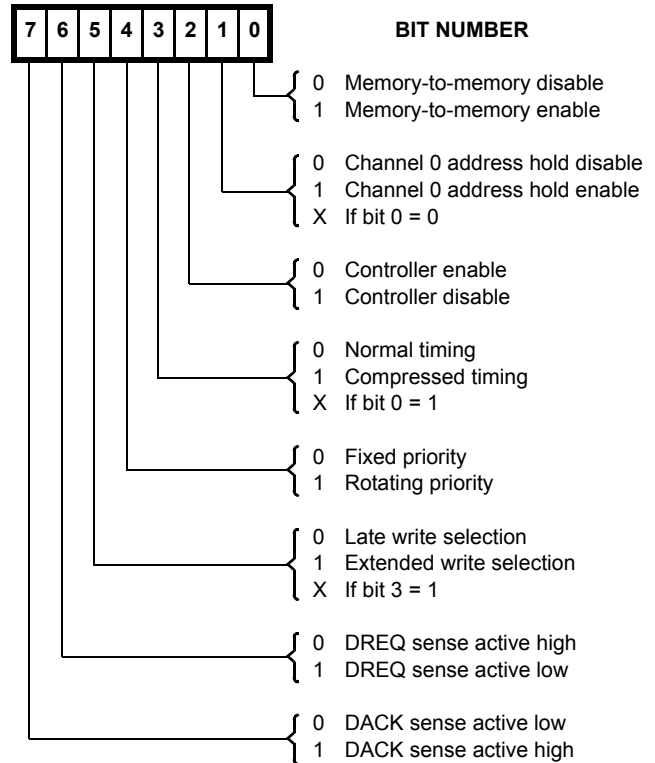 7 6 5 4 3 2 1 0 BIT NUMBER
0 Memory-to-memory disable
1 Memory-to-memory enable
0 Channel 0 address hold disable
1 Channel 0 address hold enable
X If bit 0 = 0
0 Controller enable
1 Controller disable
0 Normal timing
1 Compressed timing
X If bit 0 = 1
0 Fixed priority
1 Rotating priority
0 Late write selection
1 Extended write selection
X If bit 3 = 1
0 DREQ sense active high
1 DREQ sense active low
0 DACK sense active low
1 DACK sense active high